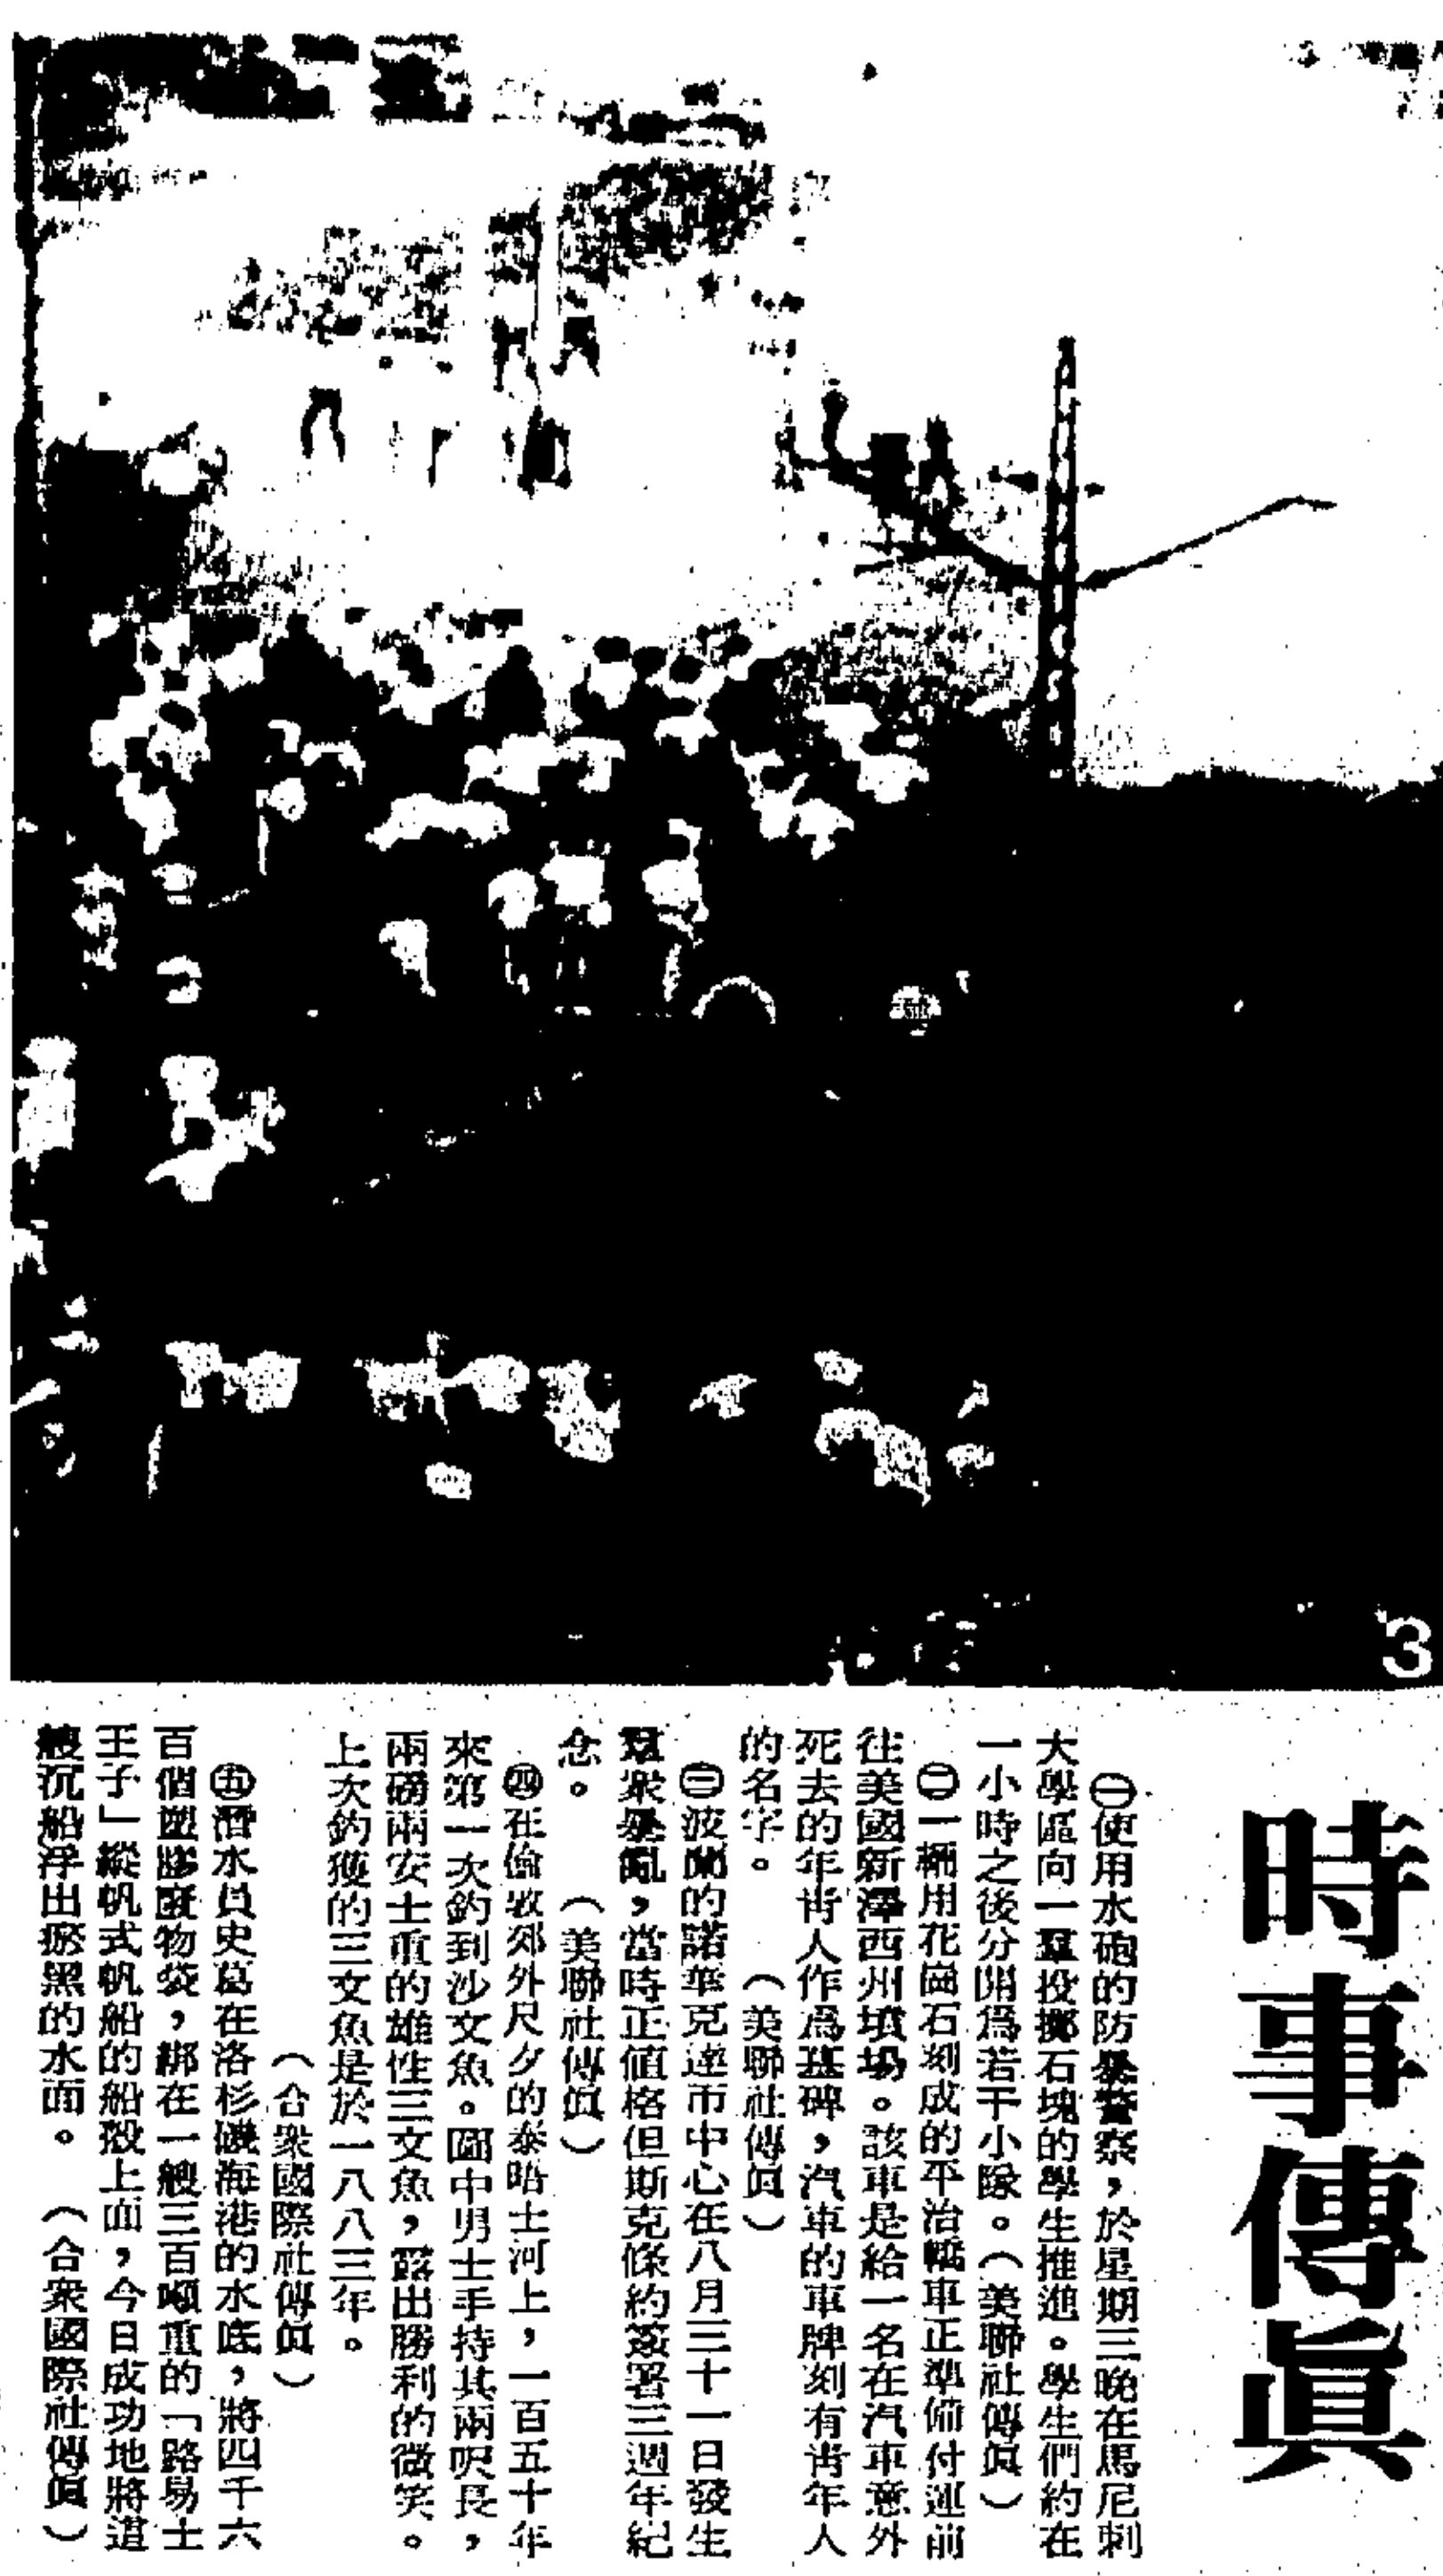 3
時事傳眞
㊀使用水砲的防暴警察，於星期三晚在馬尼刺
大學區向一羣投擲石塊的學生推進。學生們約在
一小時之後分開爲若干小隊。（美聯社傳眞）
㊁一輛用花崗石刻成的平治轎車正準備付運前
往美國新澤西州墳場。該車是給一名在汽車意外
死去的年靑人作爲墓碑，汽車的車牌刻有靑年人
的名字。（美聯社傳眞）
㊂波蘭的諾華克達市中心在八月三十一日發生
羣衆暴亂，當時正値格但斯克條約簽署三週年紀
念。（美聯社傳眞）
㊃在倫敦郊外尺夕的泰晤士河上，一百五十年
來第一次釣到沙文魚。圖中男士手持其兩呎長，
兩磅兩安士重的雄性三文魚，露出勝利的微笑。
上次釣獲的三文魚是於一八八三年。
（合衆國際社傳眞）
㊄潛水員史葛在洛杉磯海港的水底，將四千六
百個塑膠廢物袋，綁在一艘三百噸重的「路易士
王子」縱帆式帆船的船殼上面，今日成功地將這
艘沉船浮出瘀黑的水面。（合衆國際社傳眞）